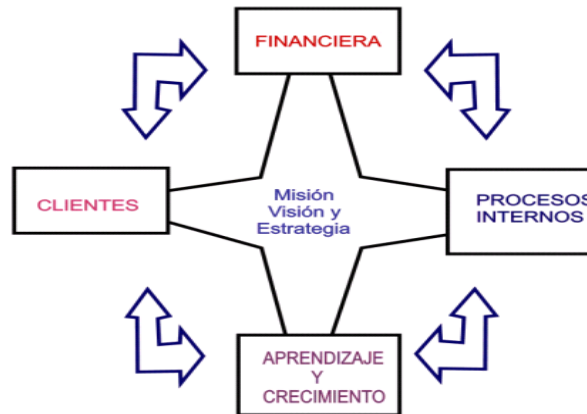 FINANCIERA
CLIENTES
Misión
Visión y
Estrategia
PROCESOS
INTERNOS
APRENDIZAJE
Y
CRECIMIENTO